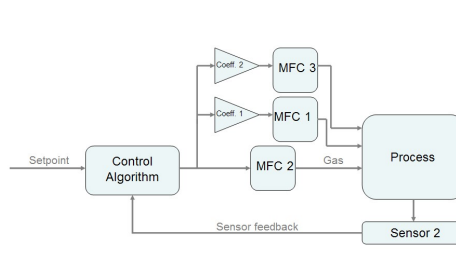 Coeff. 2
MFC 3
Coeff. 1
MFC 1
Setpoint
Control
Algorithm
MFC 2
Gas
Process
Sensor feedback
Sensor 2